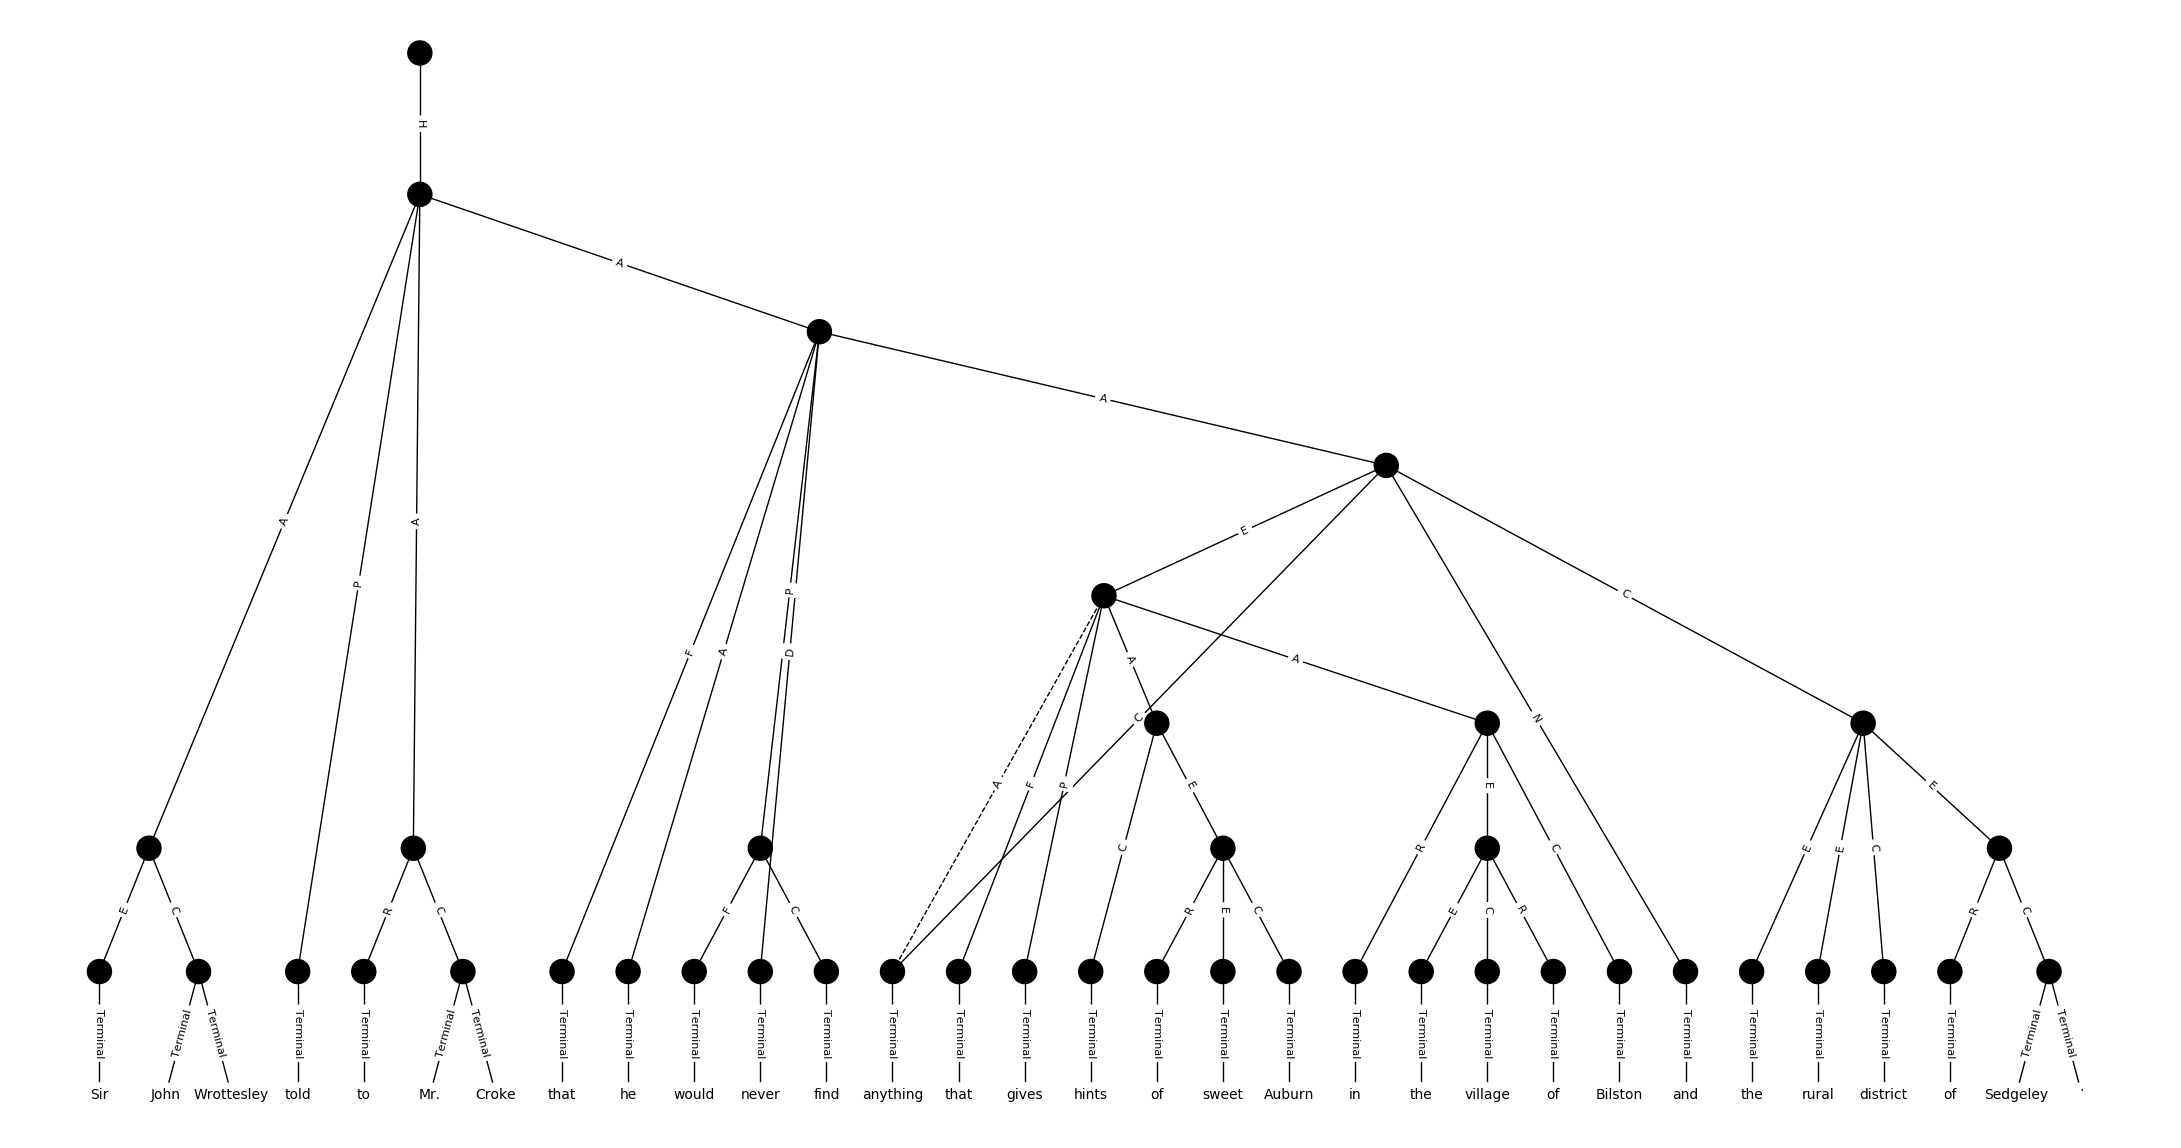 H
A
A
A
P
A
E
C
P
F
A
D
A
A
C
N
A
F
P
E
E
E
C
R
C
R
C
E
E
C
E
C
R
C
F
C
R
E
C
E
C
R
R
C
Terminal Terminal Terminal Terminal Terminal Terminal Terminal Terminal Terminal Terminal Terminal Terminal Terminal Terminal Terminal Terminal Terminal Terminal Terminal Terminal Terminal Terminal Terminal Terminal Terminal Terminal Terminal Terminal Terminal Terminal Terminal
Sir John Wrottesley told to Mr. Croke that he would never find anything that gives hints of sweet Auburn in the village of Bilston and the rural district of Sedgeley .